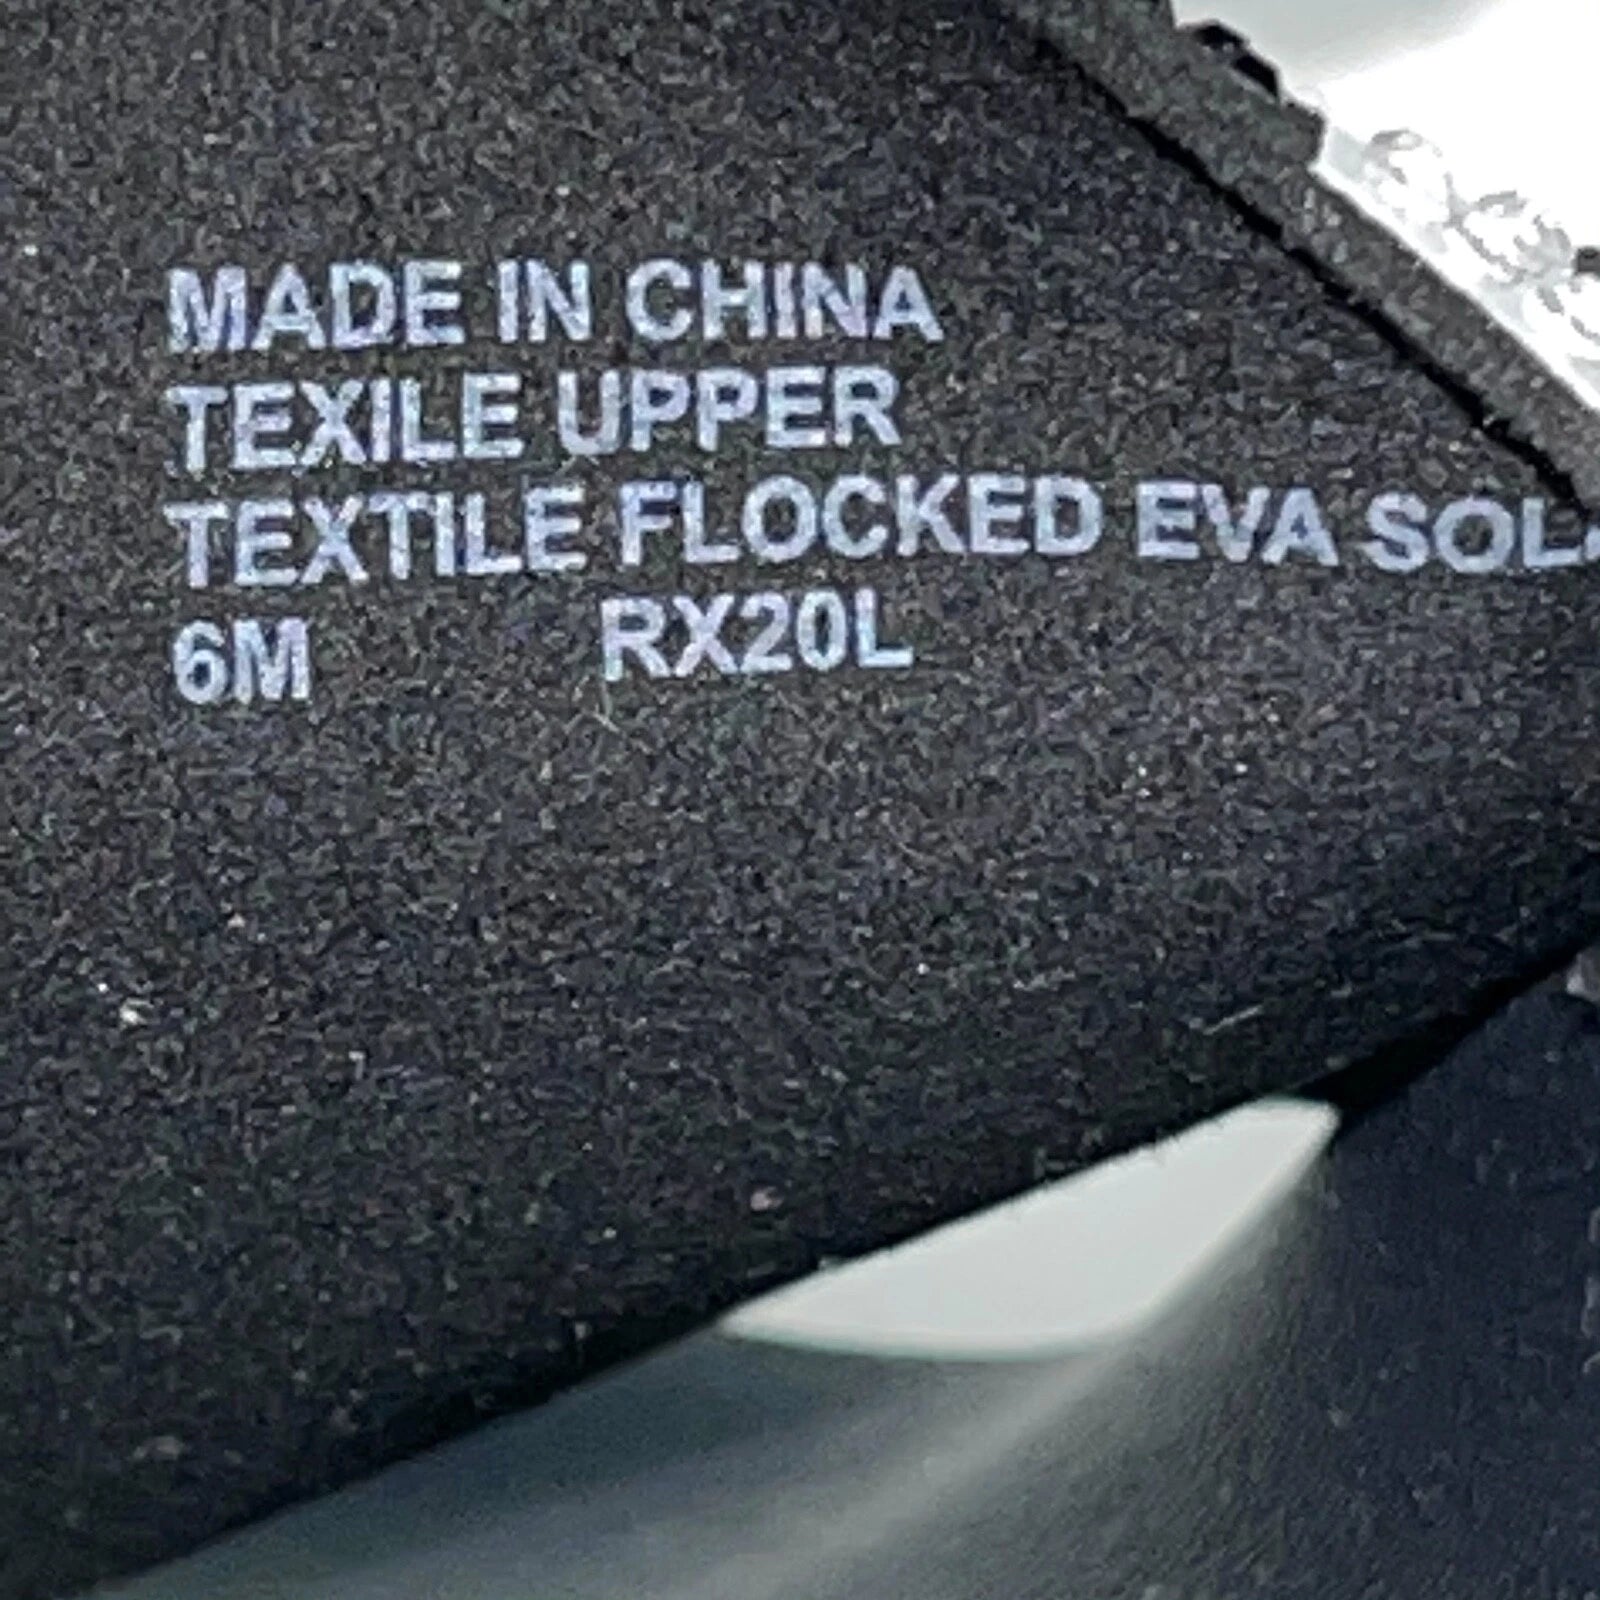 MADE IN CHINA
TEXILE UPPER
TEXTILE FLOCKED EVA SOL
6M RX20L